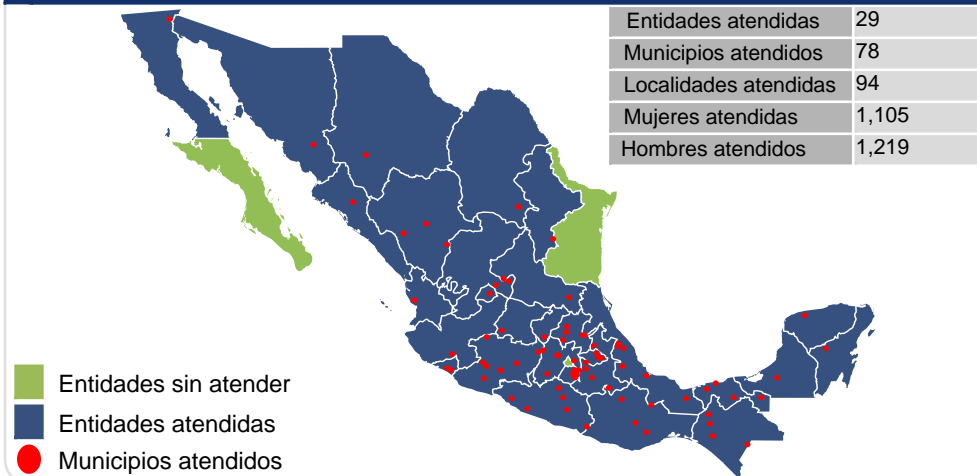 Entidades atendidas 29
Municipios atendidos 78
Localidades atendidas 94
Mujeres atendidas 1,105
Hombres atendidos 1,219
Entidades sin atender
Entidades atendidas
Municipios atendidos